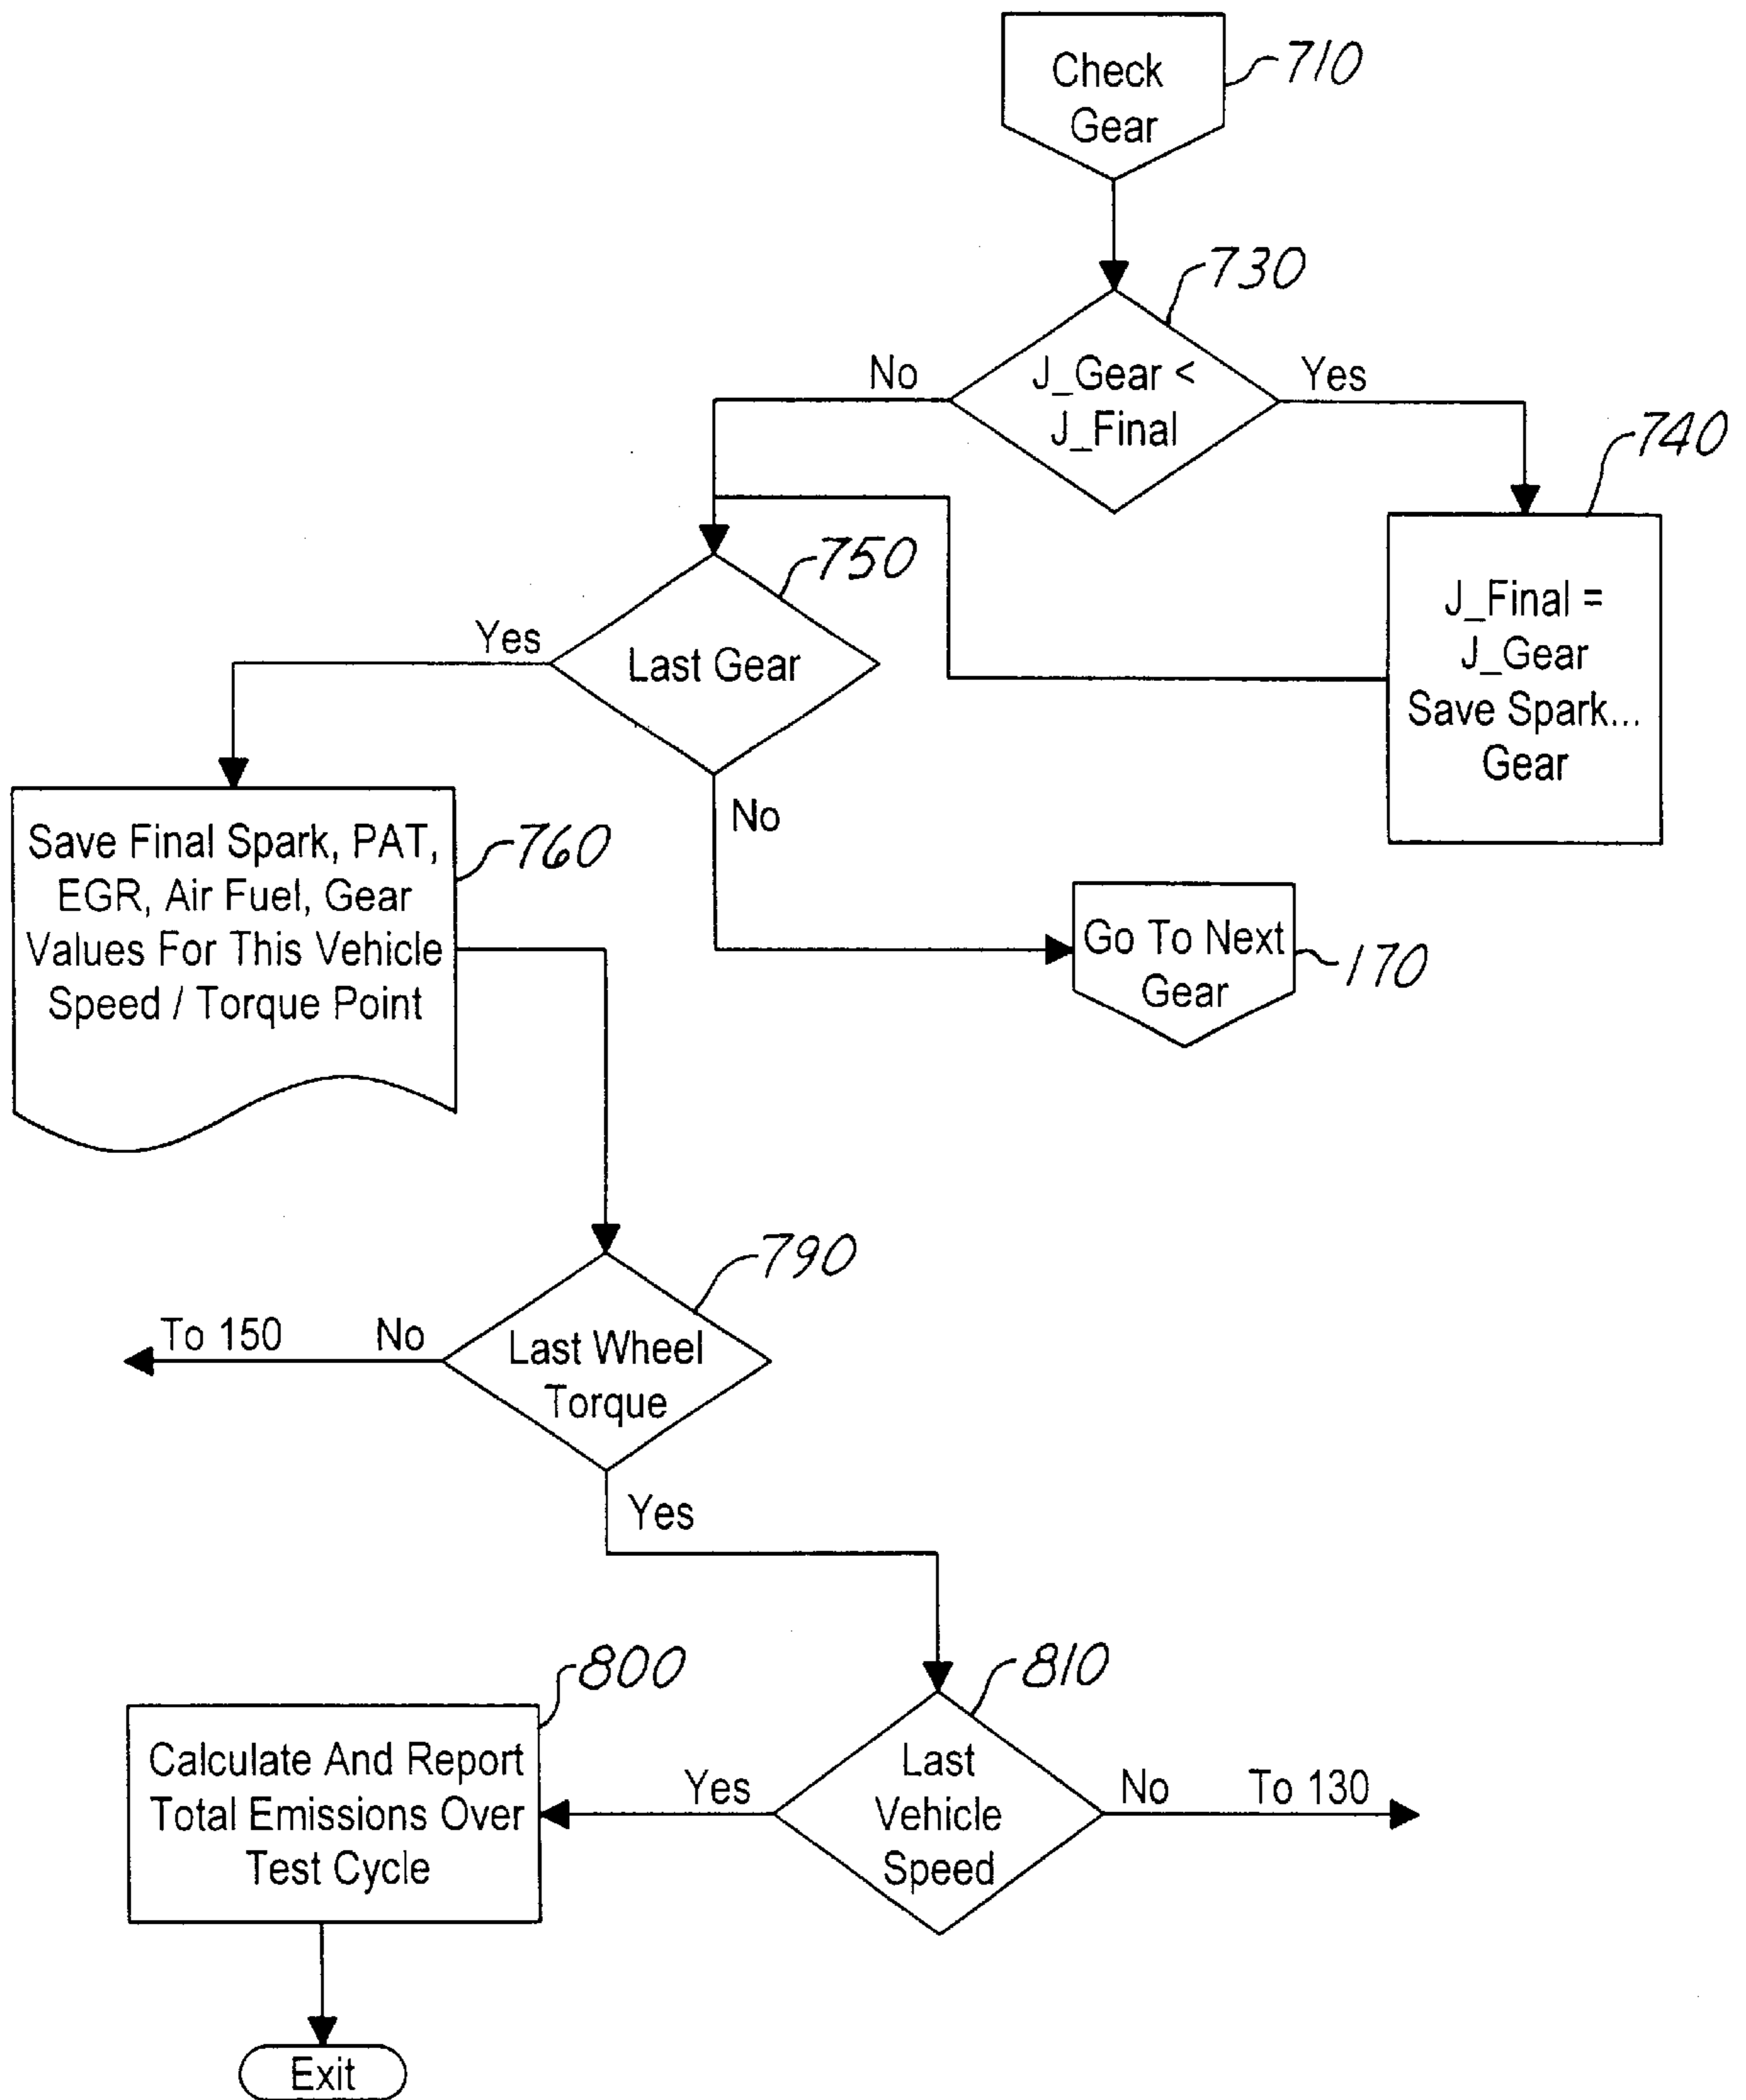 Check
Gear
710
730
J_Gear <
J_Final
No
Yes
740
J_Final =
J_Gear
Save Spark...
Gear
750
Last Gear
Yes
No
Save Final Spark, PAT,
EGR, Air Fuel, Gear
Values For This Vehicle
Speed / Torque Point
760
Go To Next
Gear
170
790
Last Wheel
Torque
No
To 150
Yes
810
Last
Vehicle
Speed
No
To 130
Yes
800
Calculate And Report
Total Emissions Over
Test Cycle
Exit